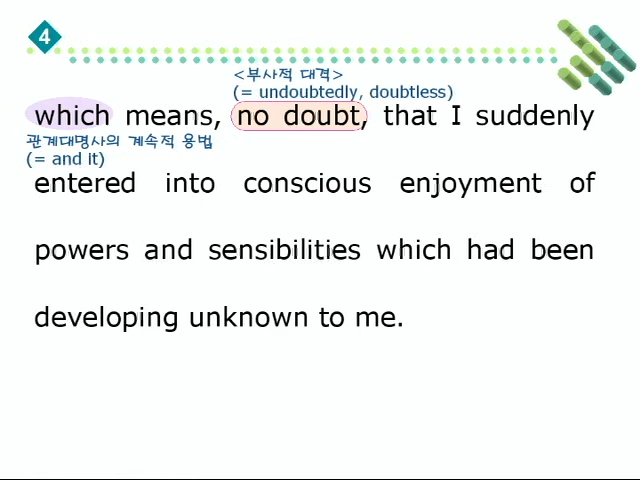 4
<부사적 대격>
(= undoubtedly, doubtless)
which means, no doubt, that I suddenly
관계대명사의 계속적 용법
(= and it)
entered into conscious enjoyment of
powers and sensibilities which had been
developing unknown to me.